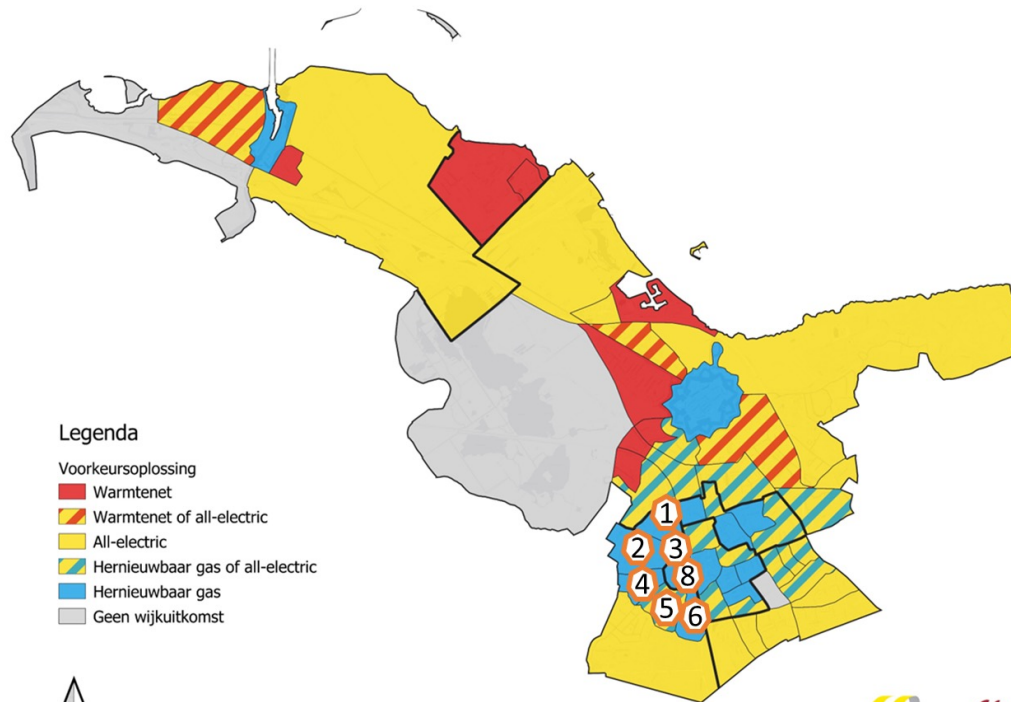 1
2
3
8
4
5
6
Legenda
Voorkeursoplossing
Warmtenet
Warmtenet of all-electric
All-electric
Hernieuwbaar gas of all-electric
Hernieuwbaar gas
Geen wijkuitkomst